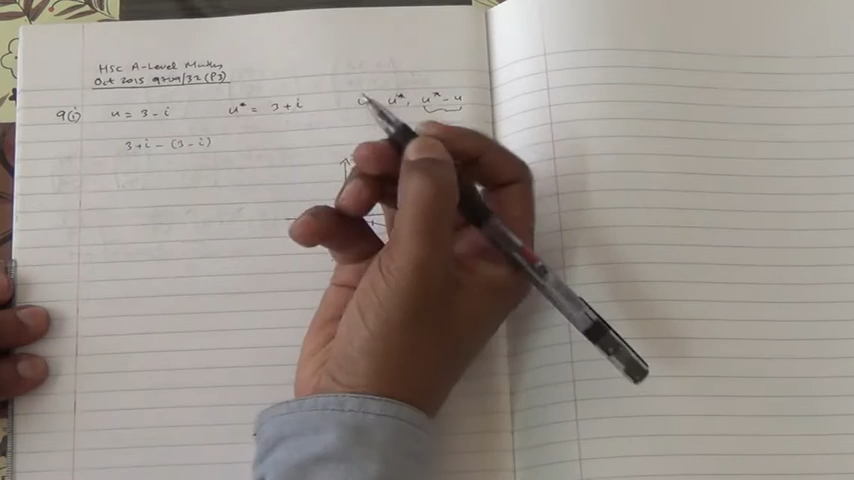 HSC A-Level Maths
Oct 2015 9709/32 (P3)
9(i) u = 3 - i u* = 3 + i u, u*, u* - u
3 + i - (3 - i)